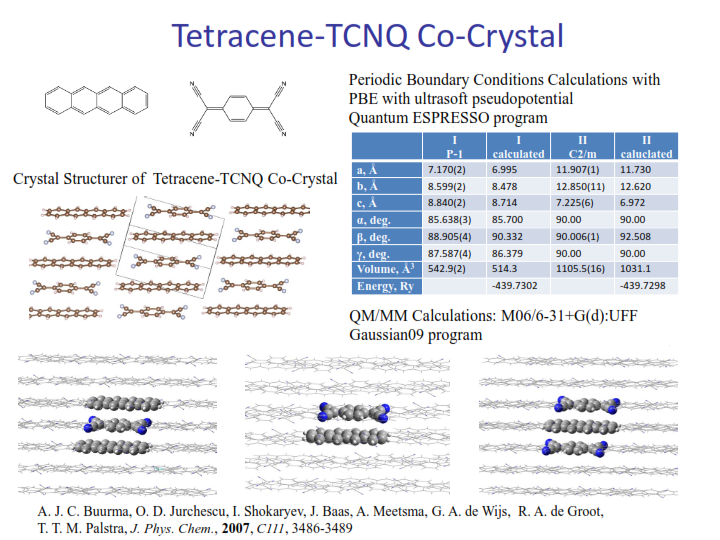 Tetracene-TCNQ Co-Crystal
N
N
N
N
Periodic Boundary Conditions Calculations with
PBE with ultrasoft pseudopotential
Quantum ESPRESSO program
I I II II
P-1 calculated C2/m caluclated
a, Å 7.170(2) 6.995 11.907(1) 11.730
b, Å 8.599(2) 8.478 12.850(11) 12.620
c, Å 8.840(2) 8.714 7.225(6) 6.972
α, deg. 85.638(3) 85.700 90.00 90.00
β, deg. 88.905(4) 90.332 90.006(1) 92.508
γ, deg. 87.587(4) 86.379 90.00 90.00
Volume, Å3 542.9(2) 514.3 1105.5(16) 1031.1
Energy, Ry -439.7302 -439.7298
Crystal Structurer of Tetracene-TCNQ Co-Crystal
QM/MM Calculations: M06/6-31+G(d):UFF
Gaussian09 program
A. J. C. Buurma, O. D. Jurchescu, I. Shokaryev, J. Baas, A. Meetsma, G. A. de Wijs, R. A. de Groot,
T. T. M. Palstra, J. Phys. Chem., 2007, C111, 3486-3489